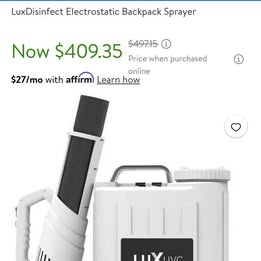 LuxDisinfect Electrostatic Backpack Sprayer
Now $409.35 $497.15
Price when purchased
online
$27/mo with affirm Learn how
LUX UVC